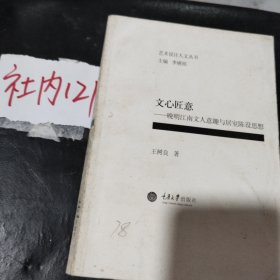 社内121
艺术设计人文丛书
主编 李砚祖
文心匠意
——晚明江南文人意趣与居室陈设思想
王树良 著
重庆大学出版社
78